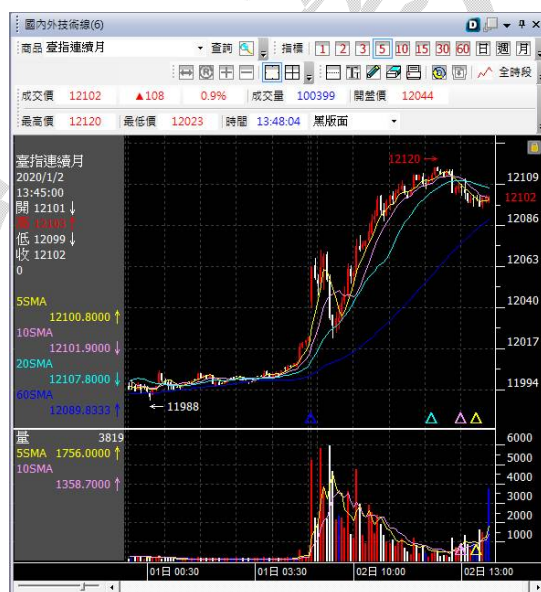 國內外技術線(6)
商品 臺指連續月 查詢 指標 1 2 3 5 10 15 30 60 日 週 月
全時段
成交價 12102 ▲108 0.9% 成交量 100399 開盤價 12044
最高價 12120 最低價 12023 時間 13:48:04 黑版面
臺指連續月
2020/1/2
13:45:00
開 12101↓
低 12099↓
收 12102
0
5SMA
12100.8000↑
10SMA
12101.9000↓
20SMA
12107.8000↓
60SMA
12089.8333↑
12120→
←11988
12109
12102
12086
12063
12040
12017
11994
量 3819
5SMA 1756.0000↑
10SMA
1358.7000↑
6000
5000
4000
3000
2000
1000
01日 00:30 01日 03:30 02日 10:00 02日 13:00